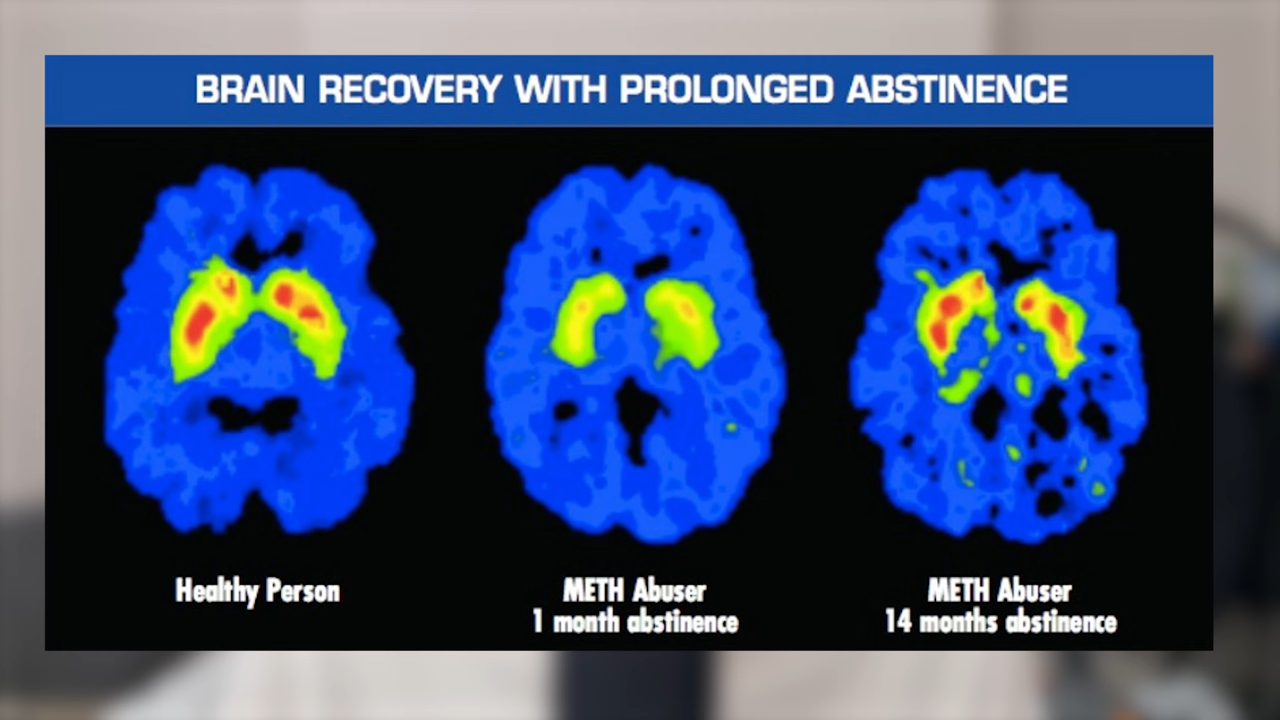 BRAIN RECOVERY WITH PROLONGED ABSTINENCE
Healthy Person
METH Abuser
1 month abstinence
METH Abuser
14 months abstinence